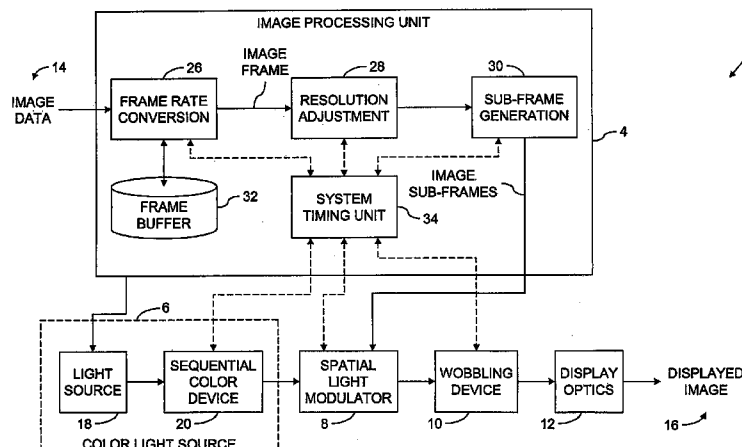 IMAGE PROCESSING UNIT
14
26
IMAGE
FRAME
28
30
IMAGE
DATA
FRAME RATE
CONVERSION
RESOLUTION
ADJUSTMENT
SUB-FRAME
GENERATION
4
FRAME
BUFFER
32
SYSTEM
TIMING UNIT
34
IMAGE
SUB-FRAMES
6
LIGHT
SOURCE
SEQUENTIAL
COLOR
DEVICE
SPATIAL
LIGHT
MODULATOR
WOBBLING
DEVICE
DISPLAY
OPTICS
DISPLAYED
IMAGE
18
20
8
10
12
16
COLOR LIGHT SOURCE